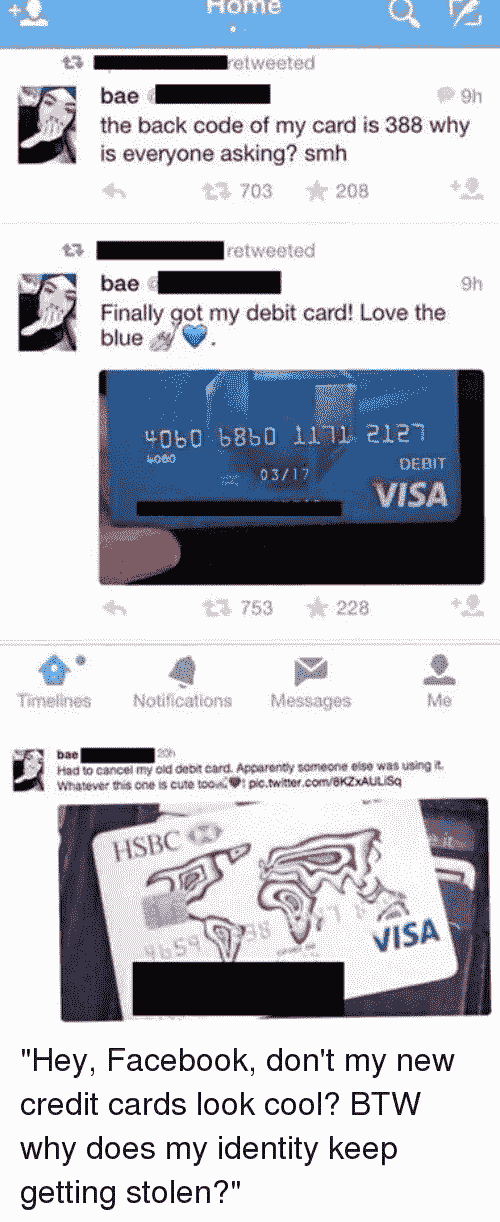 Home
retweeted
bae
9h
the back code of my card is 388 why
is everyone asking? smh
703 208
retweeted
bae
9h
Finally got my debit card! Love the
blue
4060 6860 1171 2127
4060
DEBIT
03/17
VISA
753 228
Timelines Notifications Messages Me
bae 20h
Had to cancel my old debit card. Apparently someone else was using it.
Whatever this one is cute too pic.twitter.com/8KZxAULiSq
HSBC
VISA
"Hey, Facebook, don't my new
credit cards look cool? BTW
why does my identity keep
getting stolen?"